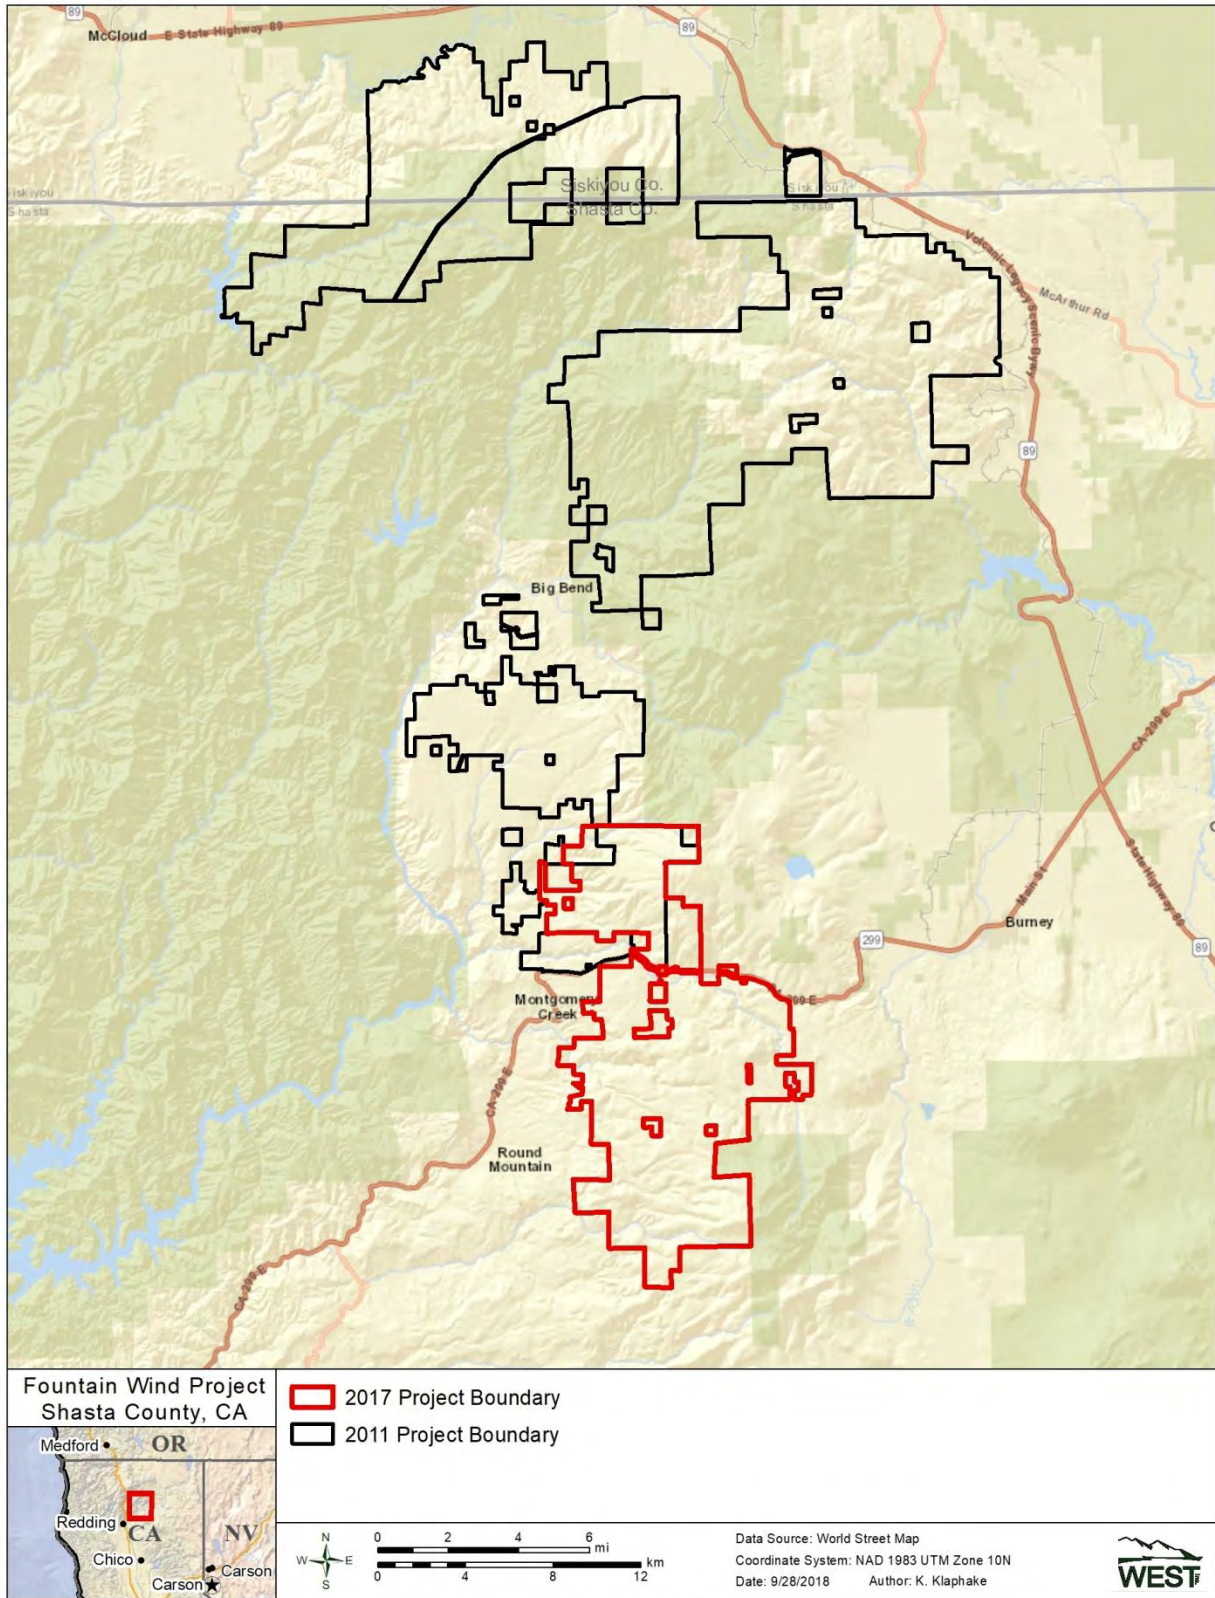 89
McCloud
E State Highway 89
89
Siskiyou Co.
Shasta Co.
Siskiyou
Shasta
Siskiyou
Shasta
Volcanic Legacy Scenic Bywy
McArthur Rd
89
Big Bend
CA-299 E
Main St
State Highway 89
Burney
299
89
Montgomery
Creek
299 E
CA-299 E
Round
Mountain
CA-299 E
Fountain Wind Project
Shasta County, CA
2017 Project Boundary
2011 Project Boundary
Medford
OR
Redding
CA
NV
Chico
Carson
Carson
N
W
E
S
0 2 4 6
mi
km
0 4 8 12
Data Source: World Street Map
Coordinate System: NAD 1983 UTM Zone 10N
Date: 9/28/2018 Author: K. Klaphake
WEST